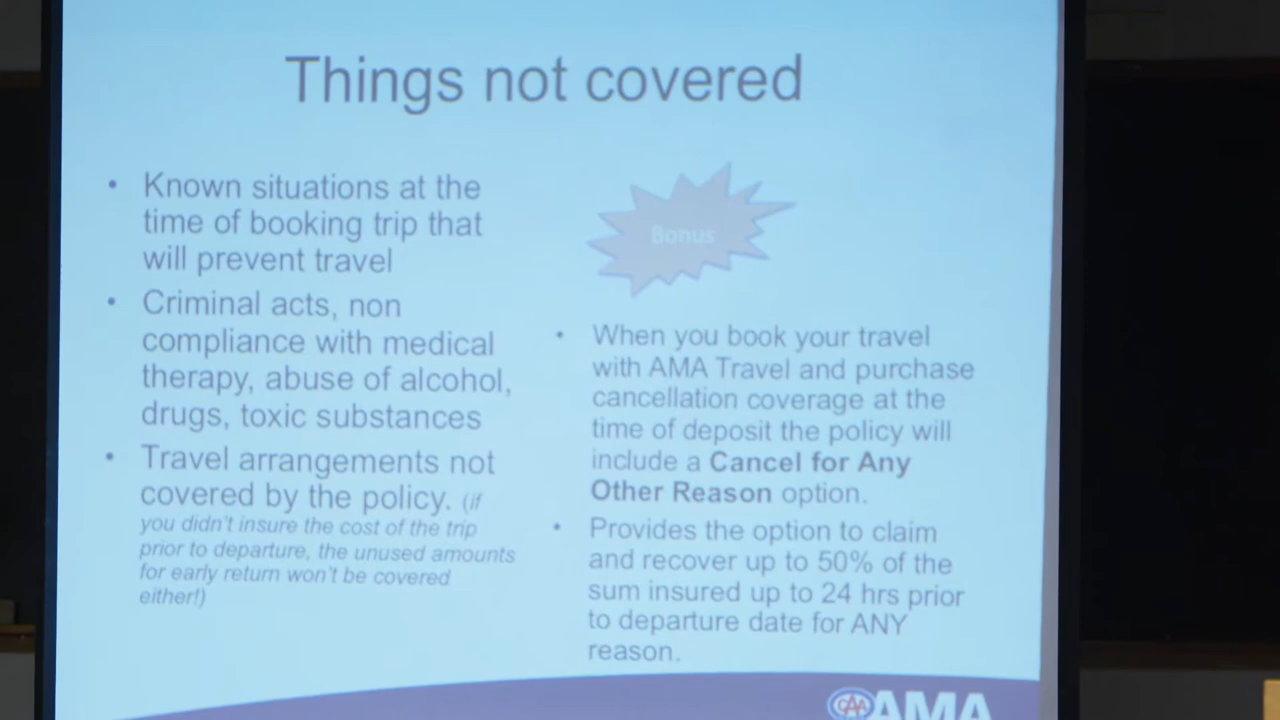 Things not covered
• Known situations at the
time of booking trip that
will prevent travel
• Criminal acts, non
compliance with medical
therapy, abuse of alcohol,
drugs, toxic substances
• Travel arrangements not
covered by the policy. (if
you didn't insure the cost of the trip
prior to departure, the unused amounts
for early return won't be covered
either!)
Bonus
• When you book your travel
with AMA Travel and purchase
cancellation coverage at the
time of deposit the policy will
include a Cancel for Any
Other Reason option.
• Provides the option to claim
and recover up to 50% of the
sum insured up to 24 hrs prior
to departure date for ANY
reason.
CAA AMA